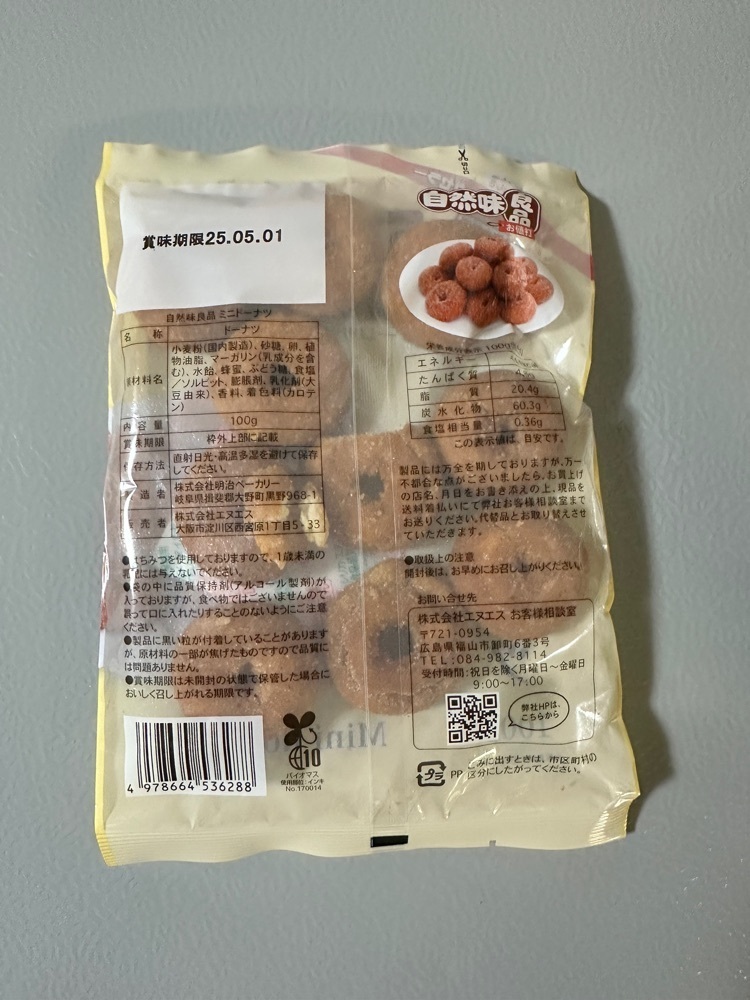 自然味良品
お徳打
賞味期限25.05.01
自然味良品 ミニドーナツ
名 称 ドーナツ
原材料名 小麦粉(国内製造)、砂糖、卵、植
物油脂、マーガリン(乳成分を含
む)、水飴、蜂蜜、ぶどう糖、食塩
/ソルビット、膨脹剤、乳化剤(大
豆由来)、香料、着色料(カロテ
ン)
内容量 100g
賞味期限 枠外上部に記載
保存方法 直射日光・高温多湿を避けて保存
してください。
造 者 株式会社明治ベーカリー
岐阜県揖斐郡大野町黒野968-1
販売者 株式会社エヌエス
大阪市淀川区西宮原1丁目5-33
●はちみつを使用しておりますので、1歳未満の
乳児には与えないでください。
●袋の中に品質保持剤(アルコール製剤)が
入っておりますが、食べ物ではございませんので
誤って口に入れたりすることのないようにご注意
ください。
●製品に黒い粒が付着していることがあります
が、原材料の一部が焦げたものですので品質に
は問題ありません。
●賞味期限は未開封の状態で保管した場合に
おいしく召し上がれる期限です。
4 978664 536288
10
バイオマス
使用部位:インキ
No.170014
栄養成分表示 100g
エネルギー
たんぱく質
脂 質 20.4g
炭水化物 60.3g
食塩相当量 0.36g
この表示値は、目安です。
製品には万全を期しておりますが、万一
不都合な点がございましたら、お買上げ
の店名、月日をお書き添えの上、現品を
送料着払いにて弊社お客様相談室まで
お送りください。代替品とお取り替えさせ
ていただきます。
●取扱上の注意
開封後は、お早めにお召し上がりください。
お問い合せ先
株式会社エヌエス お客様相談室
〒721-0954
広島県福山市卸町6番3号
TEL:084-982-8114
受付時間:祝日を除く月曜日～金曜日
9:00～17:00
弊社HPは、
こちらから
プラ
PP
ごみに出すときは、市区町村の
区分にしたがってください。